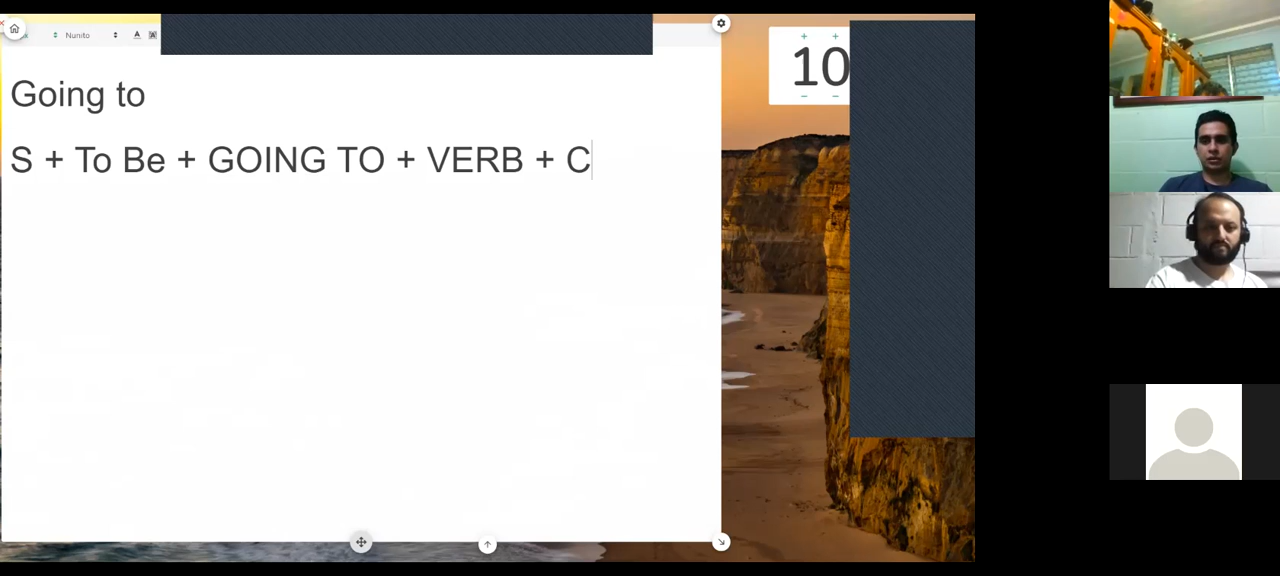 Nunito
A A
10
Going to
S + To Be + GOING TO + VERB + C